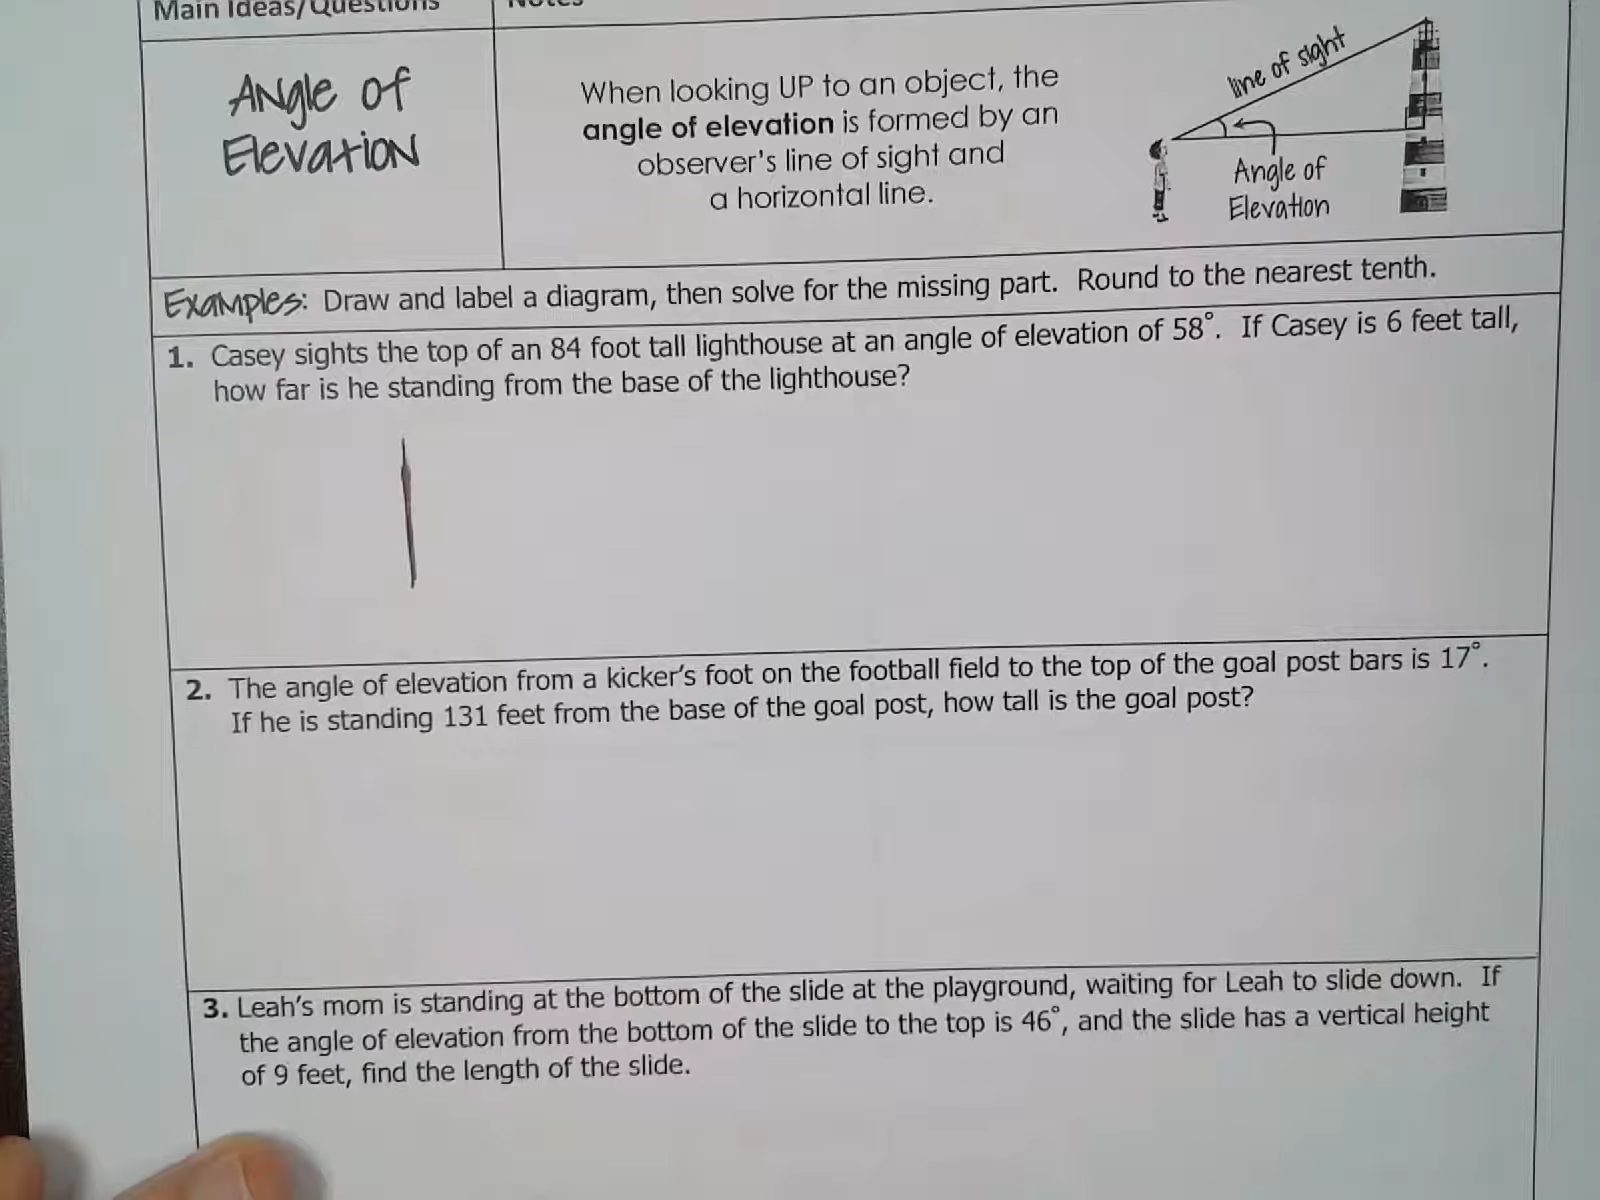 Main Ideas/Questions
Notes
Angle of
Elevation
When looking UP to an object, the
angle of elevation is formed by an
observer's line of sight and
a horizontal line.
line of sight
Angle of
Elevation
Examples: Draw and label a diagram, then solve for the missing part. Round to the nearest tenth.
1. Casey sights the top of an 84 foot tall lighthouse at an angle of elevation of 58°. If Casey is 6 feet tall,
how far is he standing from the base of the lighthouse?
2. The angle of elevation from a kicker's foot on the football field to the top of the goal post bars is 17°.
If he is standing 131 feet from the base of the goal post, how tall is the goal post?
3. Leah's mom is standing at the bottom of the slide at the playground, waiting for Leah to slide down. If
the angle of elevation from the bottom of the slide to the top is 46°, and the slide has a vertical height
of 9 feet, find the length of the slide.